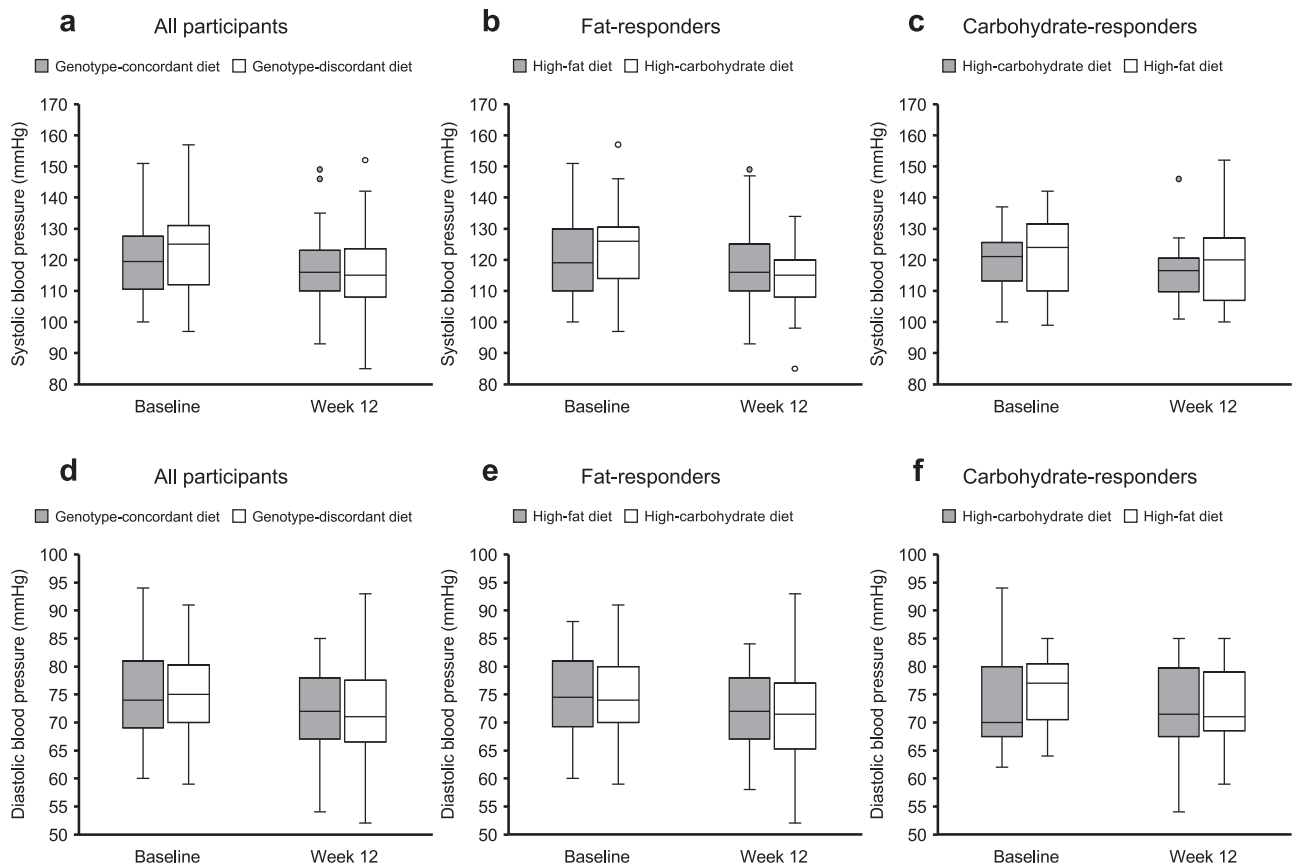 a All participants
Genotype-concordant diet Genotype-discordant diet
Systolic blood pressure (mmHg)
170
160
150
140
130
120
110
100
90
80
Baseline Week 12
b Fat-responders
High-fat diet High-carbohydrate diet
Systolic blood pressure (mmHg)
170
160
150
140
130
120
110
100
90
80
Baseline Week 12
c Carbohydrate-responders
High-carbohydrate diet High-fat diet
Systolic blood pressure (mmHg)
170
160
150
140
130
120
110
100
90
80
Baseline Week 12
d All participants
Genotype-concordant diet Genotype-discordant diet
Diastolic blood pressure (mmHg)
100
95
90
85
80
75
70
65
60
55
50
Baseline Week 12
e Fat-responders
High-fat diet High-carbohydrate diet
Diastolic blood pressure (mmHg)
100
95
90
85
80
75
70
65
60
55
50
Baseline Week 12
f Carbohydrate-responders
High-carbohydrate diet High-fat diet
Diastolic blood pressure (mmHg)
100
95
90
85
80
75
70
65
60
55
50
Baseline Week 12